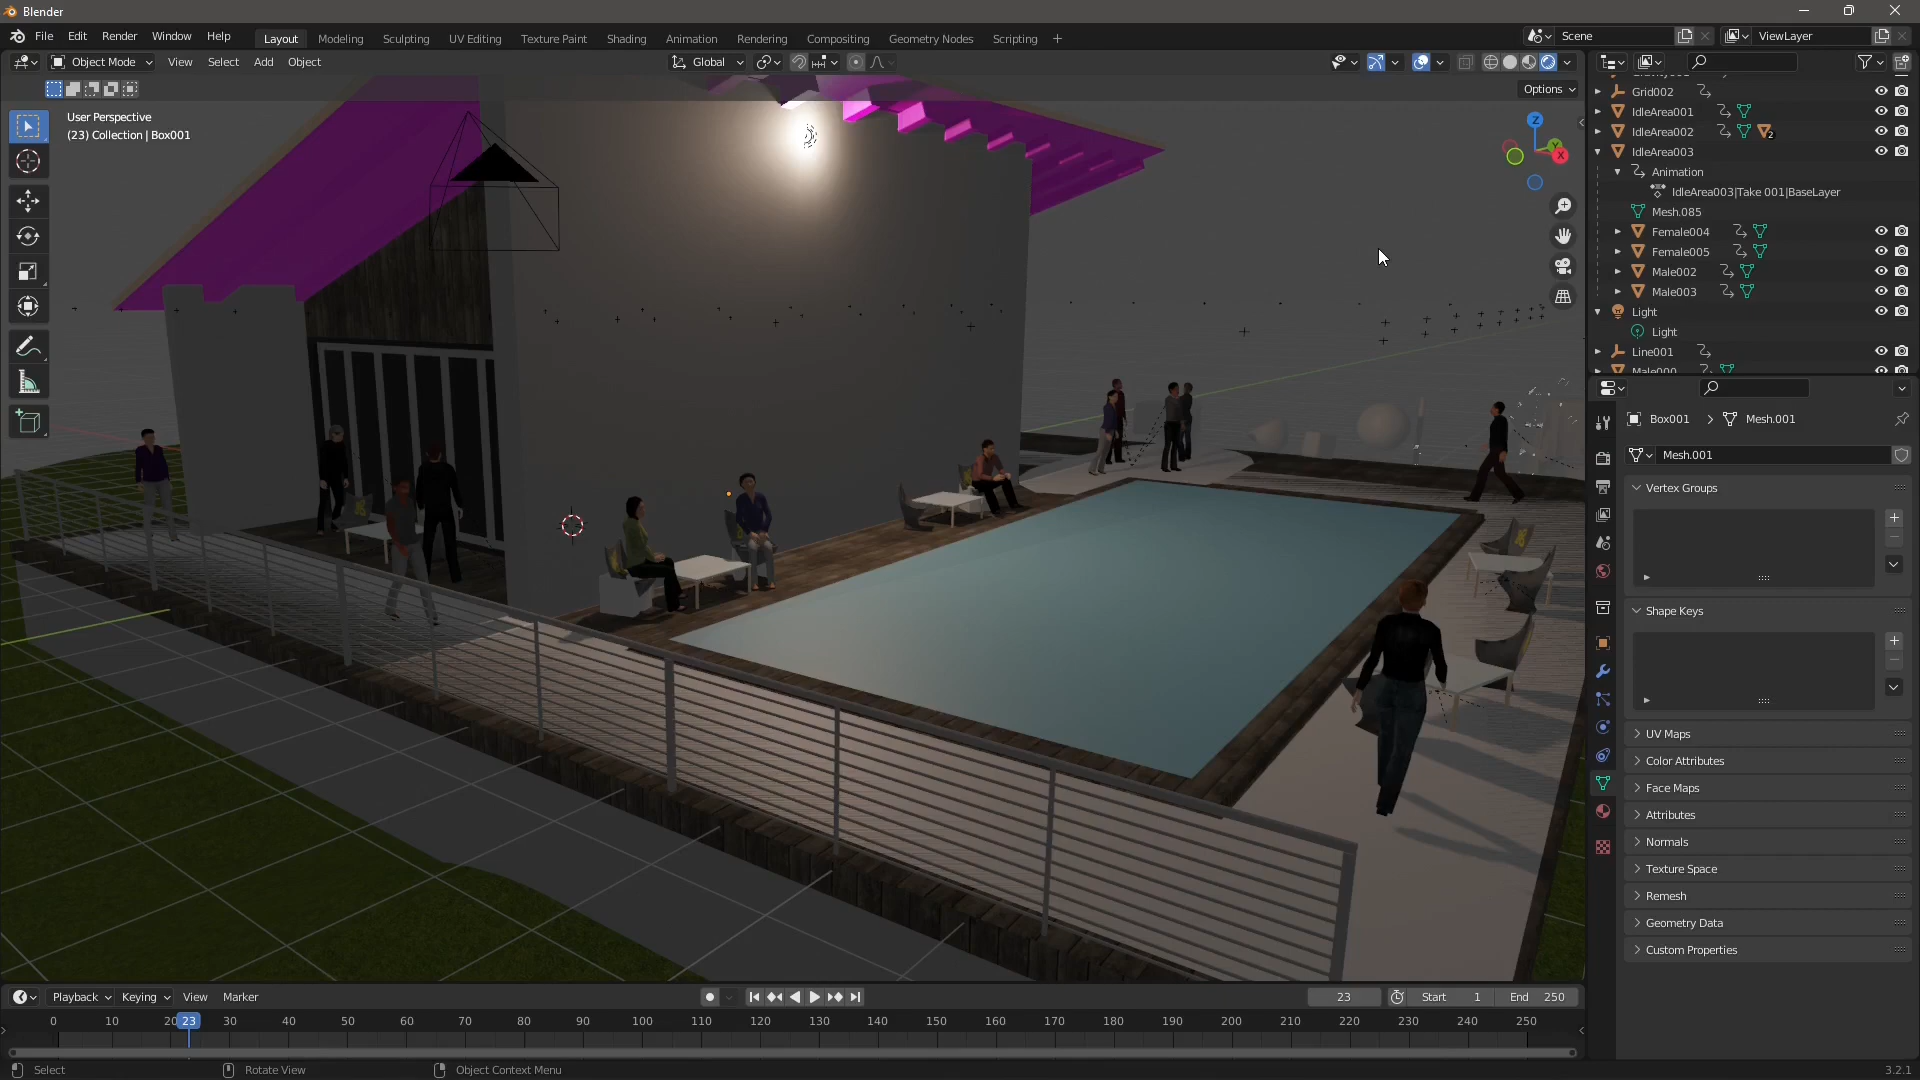 Blender
File Edit Render Window Help
Layout Modeling Sculpting UV Editing Texture Paint Shading Animation Rendering Compositing Geometry Nodes Scripting
Scene
ViewLayer
Object Mode View Select Add Object
Global
Options
User Perspective
(23) Collection | Box001
Z
Y
X
Grid002
IdleArea001
IdleArea002
2
IdleArea003
Animation
IdleArea003|Take 001|BaseLayer
Mesh.085
Female004
Female005
Male002
Male003
Light
Light
Line001
Male000
Box001 Mesh.001
Mesh.001
Vertex Groups
Shape Keys
UV Maps
Color Attributes
Face Maps
Attributes
Normals
Texture Space
Remesh
Geometry Data
Custom Properties
Playback Keying View Marker
23 Start 1 End 250
0 10 20 23 30 40 50 60 70 80 90 100 110 120 130 140 150 160 170 180 190 200 210 220 230 240 250
Select Rotate View Object Context Menu
3.2.1